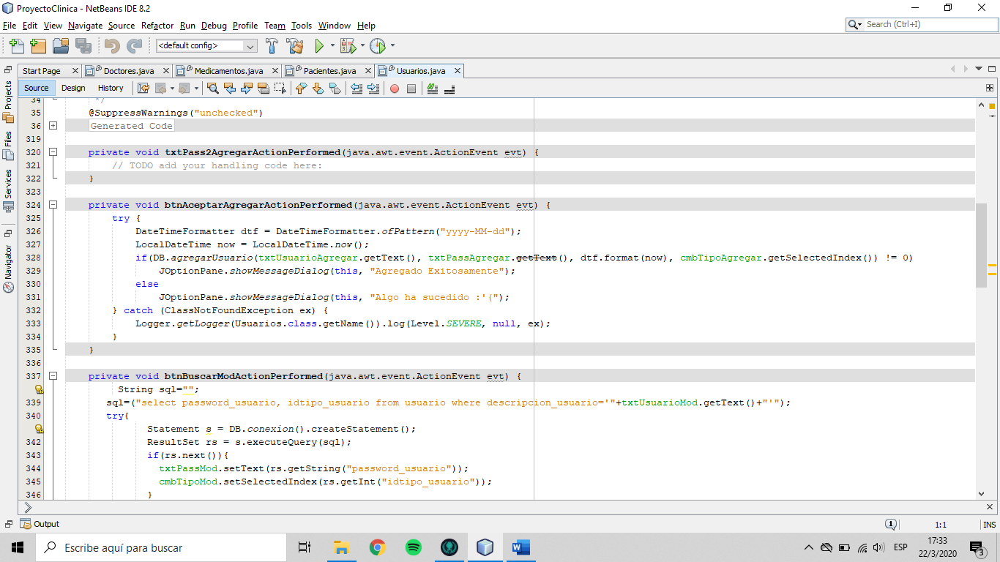 ProyectoClinica - NetBeans IDE 8.2
File Edit View Navigate Source Refactor Run Debug Profile Team Tools Window Help
Search (Ctrl+I)
<default config>
Start Page Doctores.java Medicamentos.java Pacientes.java Usuarios.java
Source Design History
Projects
Files
Services
Navigator
34 */
35 @SuppressWarnings("unchecked")
36 Generated Code
319
320 private void txtPass2AgregarActionPerformed(java.awt.event.ActionEvent evt) {
321 // TODO add your handling code here:
322 }
323
324 private void btnAceptarAgregarActionPerformed(java.awt.event.ActionEvent evt) {
325 try {
326 DateTimeFormatter dtf = DateTimeFormatter.ofPattern("yyyy-MM-dd");
327 LocalDateTime now = LocalDateTime.now();
328 if(DB.agregarUsuario(txtUsuarioAgregar.getText(), txtPassAgregar.getText(), dtf.format(now), cmbTipoAgregar.getSelectedIndex()) != 0)
329 JOptionPane.showMessageDialog(this, "Agregado Exitosamente");
330 else
331 JOptionPane.showMessageDialog(this, "Algo ha sucedido :'(");
332 } catch (ClassNotFoundException ex) {
333 Logger.getLogger(Usuarios.class.getName()).log(Level.SEVERE, null, ex);
334 }
335 }
336
337 private void btnBuscarModActionPerformed(java.awt.event.ActionEvent evt) {
String sql="";
339 sql=("select password_usuario, idtipo_usuario from usuario where descripcion_usuario='"+txtUsuarioMod.getText()+"'");
340 try{
Statement s = DB.conexion().createStatement();
342 ResultSet rs = s.executeQuery(sql);
343 if(rs.next()){
344 txtPassMod.setText(rs.getString("password_usuario"));
345 cmbTipoMod.setSelectedIndex(rs.getInt("idtipo_usuario"));
346 }
Output
1 1:1 INS
Escribe aquí para buscar
ESP
17:33
22/3/2020
3